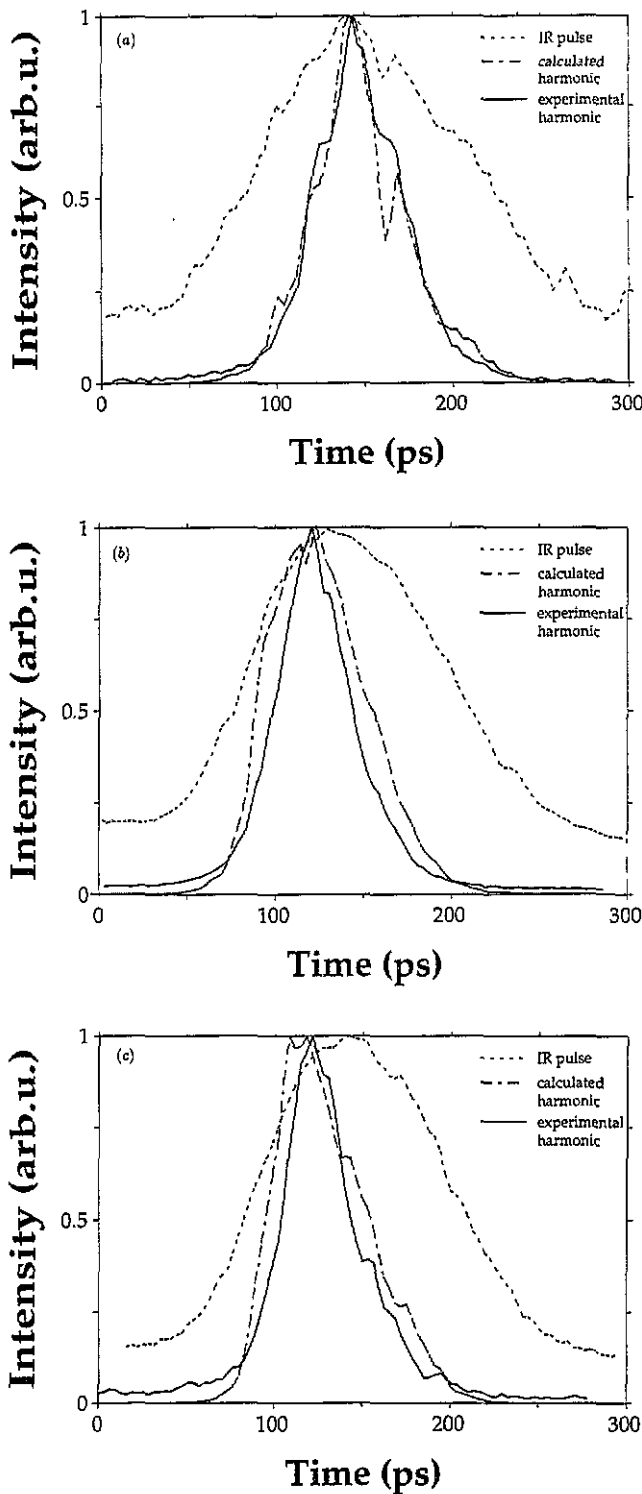 (a)
IR pulse
calculated
harmonic
experimental
harmonic
Intensity (arb.u.)
1
0.5
0
0
100
200
300
Time (ps)
(b)
IR pulse
calculated
harmonic
experimental
harmonic
Intensity (arb.u.)
1
0.5
0
0
100
200
300
Time (ps)
(c)
IR pulse
calculated
harmonic
experimental
harmonic
Intensity (arb.u.)
1
0.5
0
0
100
200
300
Time (ps)